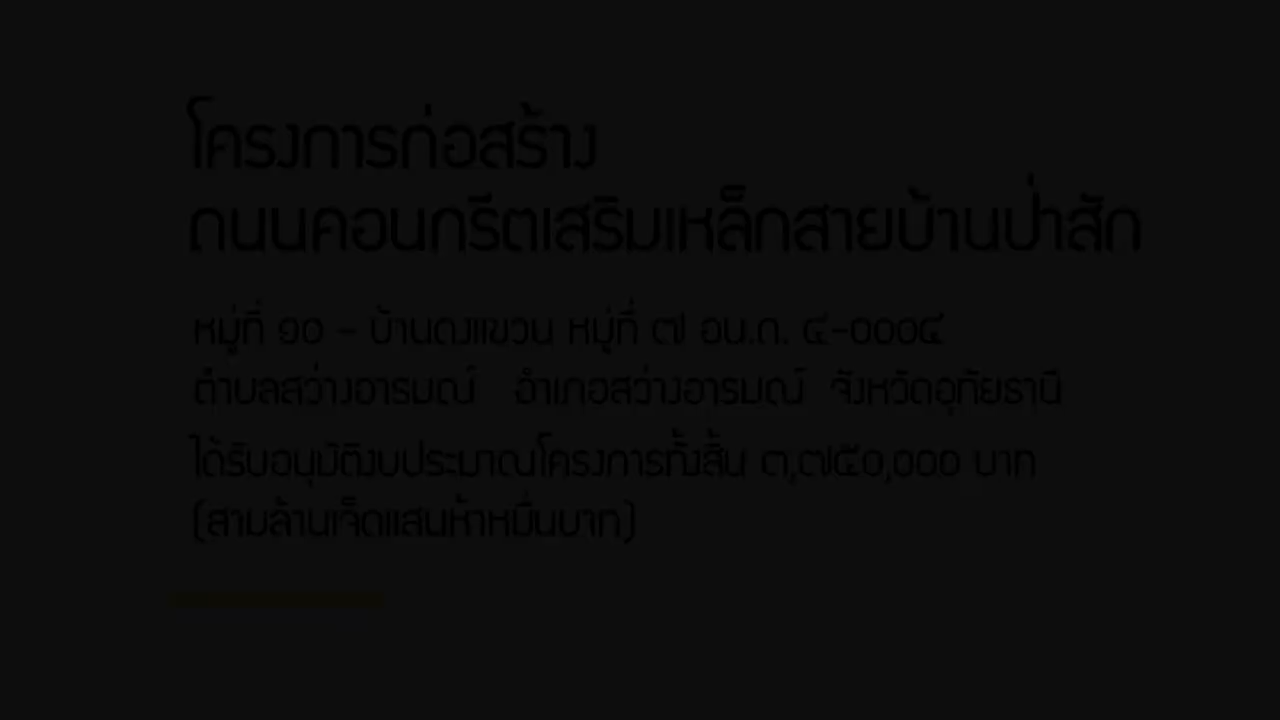 โครงการก่อสร้าง
ถนนคอนกรีตเสริมเหล็กสายบ้านป่าสัก
หมู่ที่ ๑๐ – บ้านดงแขวน หมู่ที่ ๗ อน.ถ. ๔-๐๐๐๔
ตำบลสว่างอารมณ์ อำเภอสว่างอารมณ์ จังหวัดอุทัยธานี
ได้รับอนุมัติงบประมาณโครงการทั้งสิ้น ๓,๗๕๐,๐๐๐ บาท
(สามล้านเจ็ดแสนห้าหมื่นบาท)